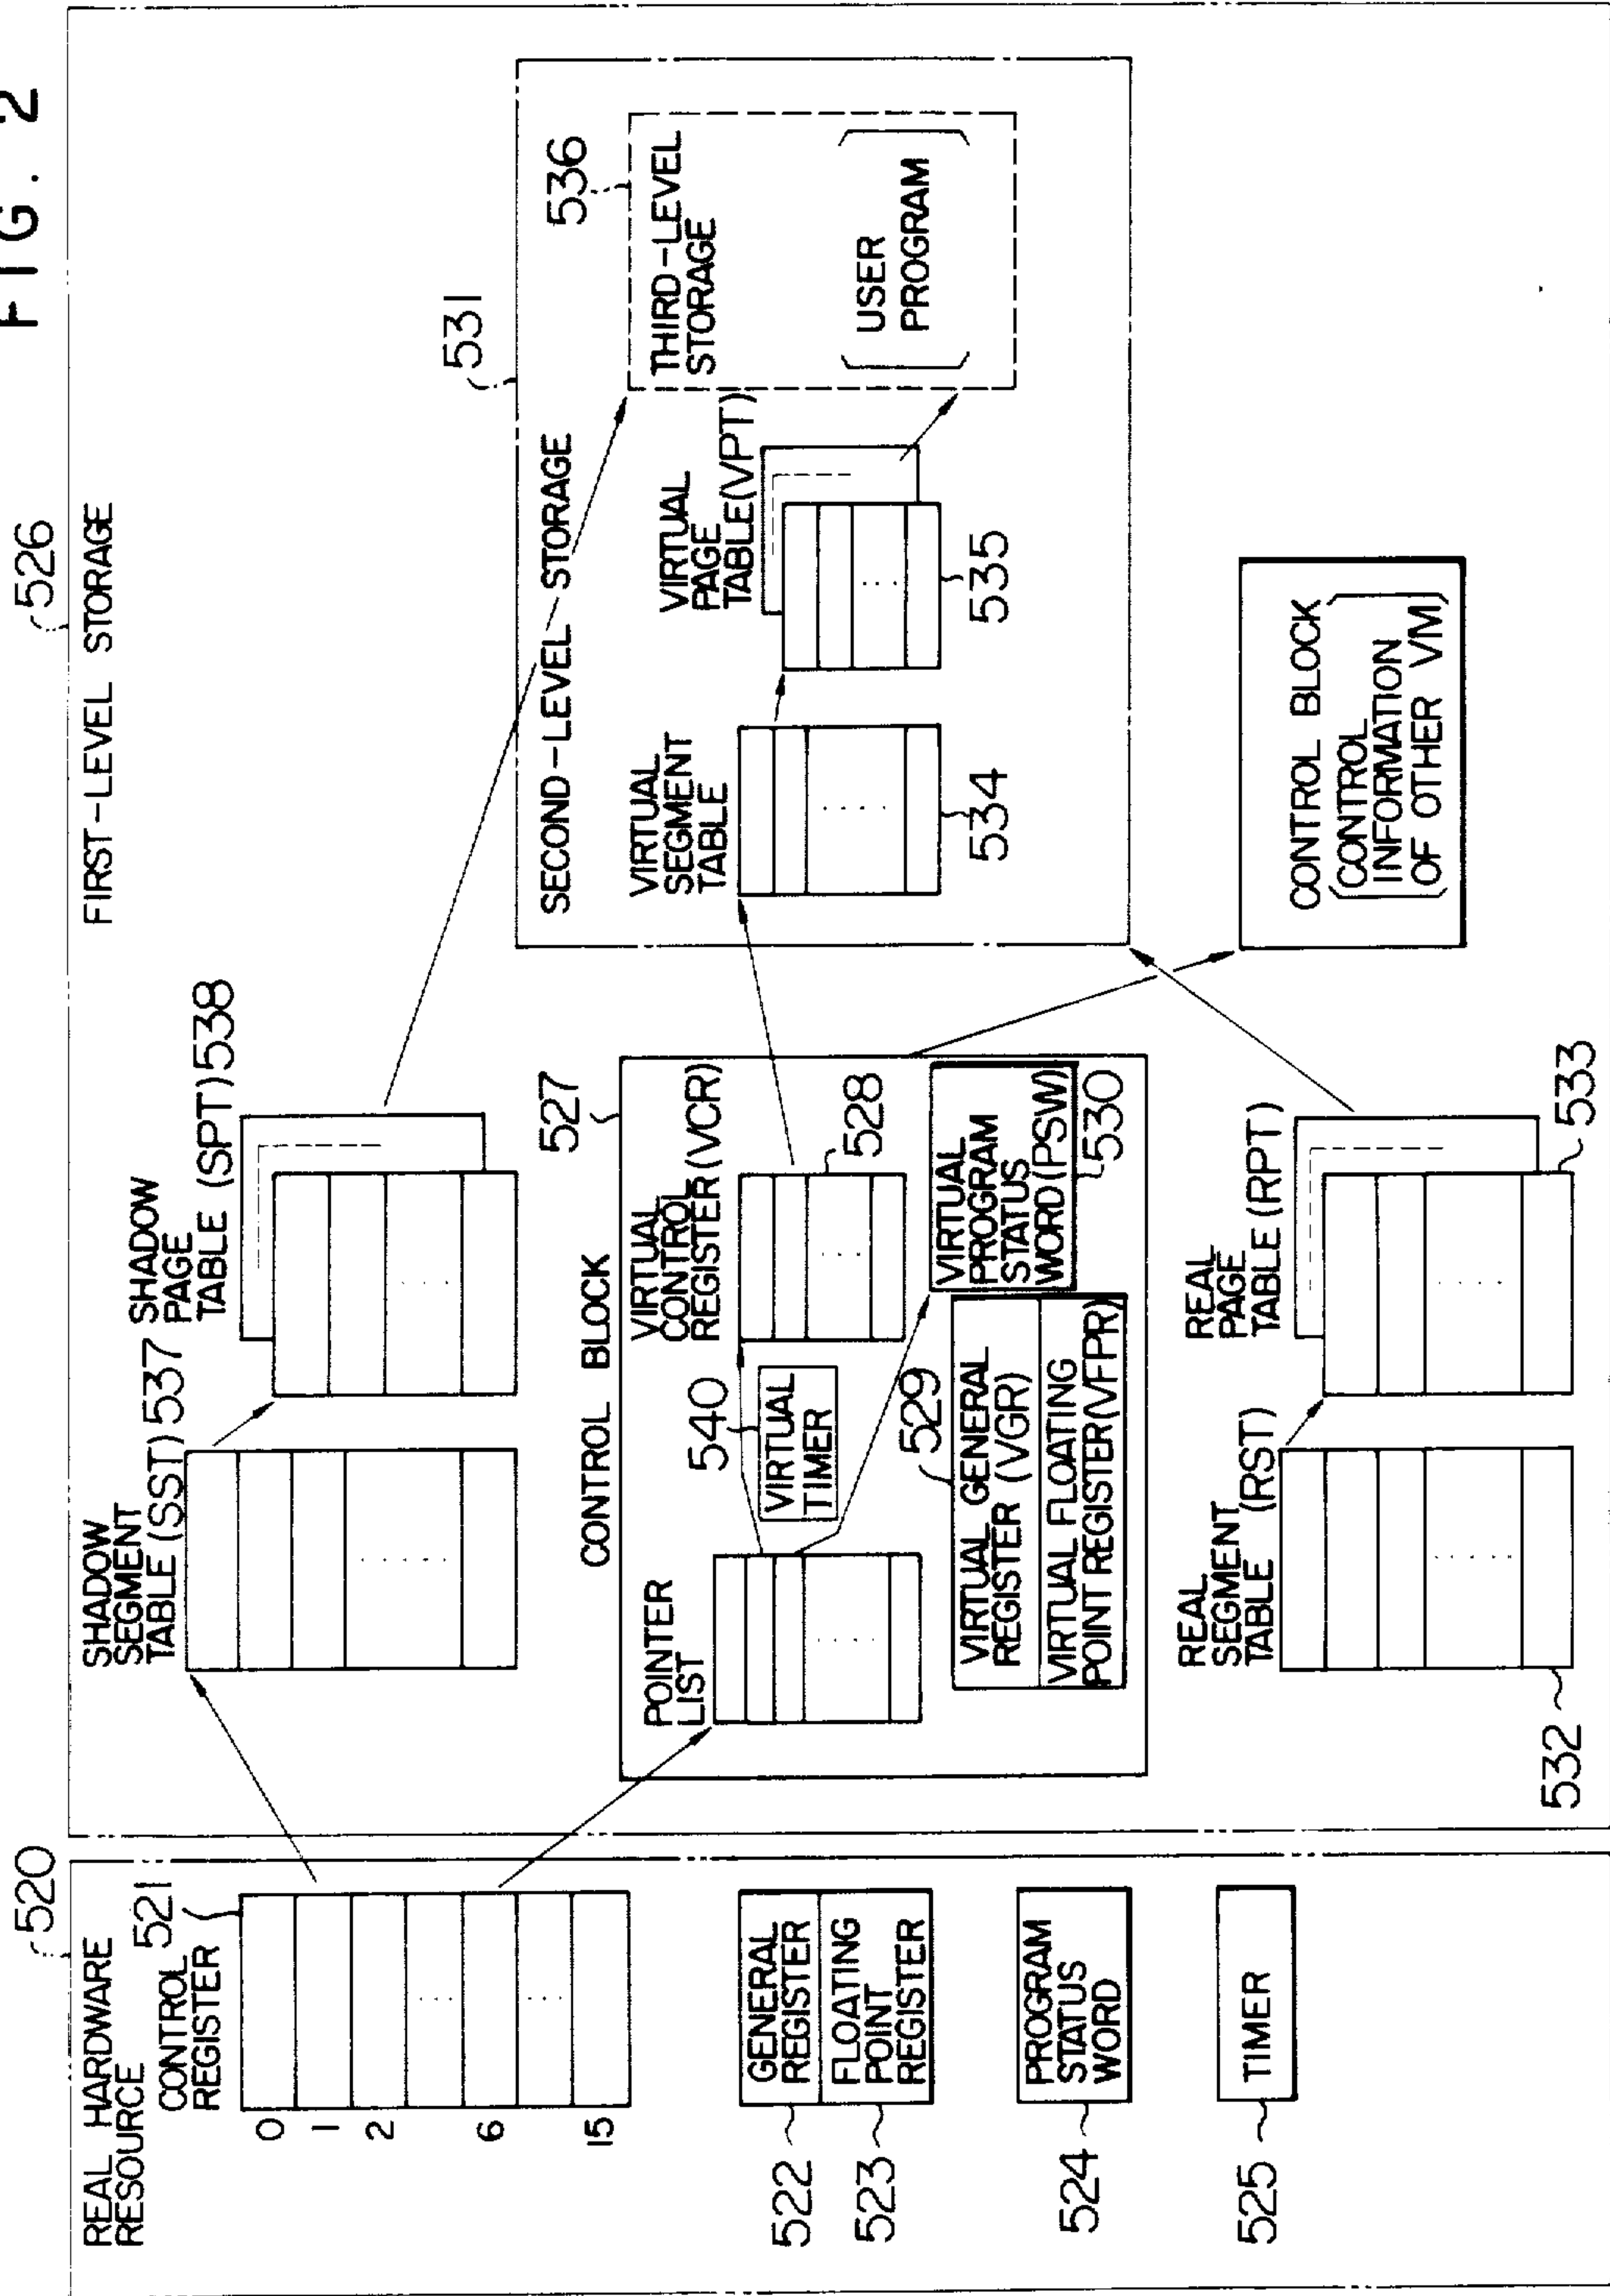 FIG. 2
520
REAL HARDWARE
RESOURCE
CONTROL
REGISTER
521
0
1
2
6
15
522
GENERAL
REGISTER
523
FLOATING
POINT
REGISTER
524
PROGRAM
STATUS
WORD
525
TIMER
526
FIRST-LEVEL STORAGE
SHADOW
SEGMENT
TABLE (SST) 537
SHADOW
PAGE
TABLE (SPT) 538
CONTROL BLOCK
527
POINTER
LIST
540
VIRTUAL
TIMER
VIRTUAL
CONTROL
REGISTER (VCR)
528
529
VIRTUAL GENERAL
REGISTER (VGR)
VIRTUAL FLOATING
POINT REGISTER(VFPR)
VIRTUAL
PROGRAM
STATUS
WORD(PSW)
530
REAL
SEGMENT
TABLE (RST)
532
REAL
PAGE
TABLE (RPT)
533
531
SECOND-LEVEL STORAGE
VIRTUAL
SEGMENT
TABLE
534
VIRTUAL
PAGE
TABLE(VPT)
535
536
THIRD-LEVEL
STORAGE
USER
PROGRAM
CONTROL BLOCK
CONTROL
INFORMATION
OF OTHER VM